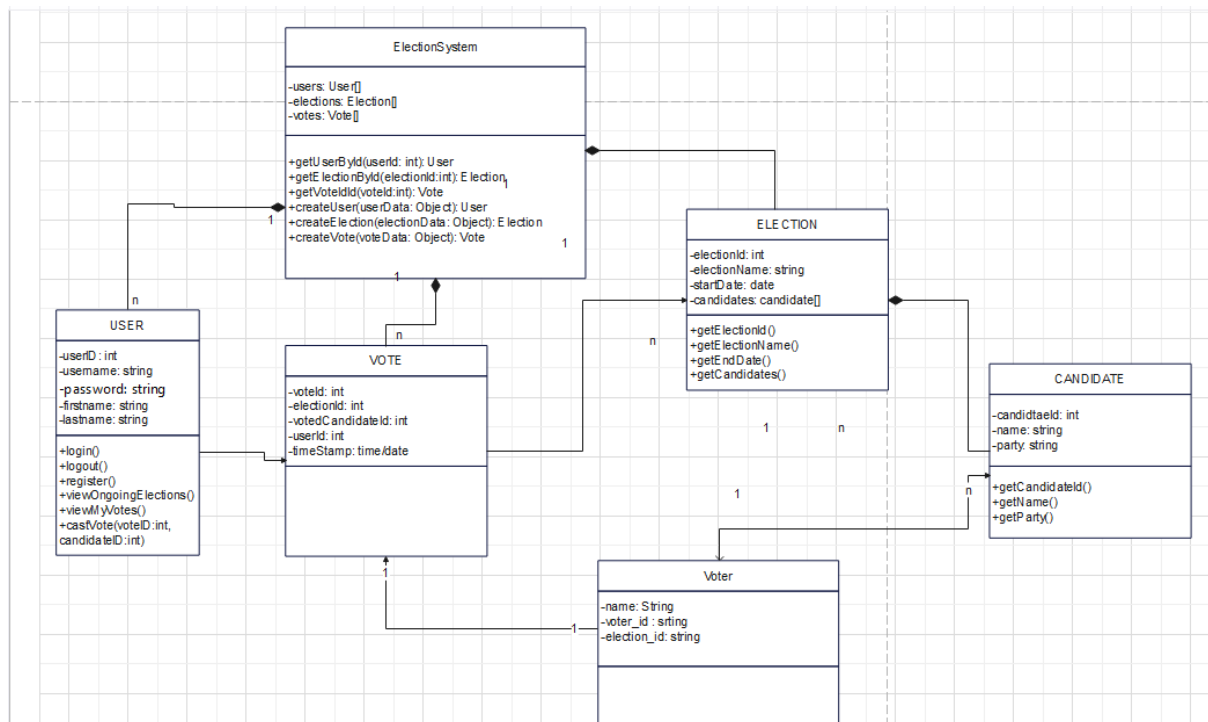 ElectionSystem
-users: User[]
-elections: Election[]
-votes: Vote[]
+getUserById(userId: int): User
+getElectionById(electionId:int): Election
1
+getVoteIdId(voteId:int): Vote
+createUser(userData: Object): User
1
+createElection(electionData: Object): Election
+createVote(voteData: Object): Vote
1
1
n
n
n
ELECTION
-electionId: int
-electionName: string
-startDate: date
-candidates: candidate[]
+getElectionId()
+getElectionName()
+getEndDate()
+getCandidates()
USER
-userID : int
-username: string
-password: string
-firstname: string
-lastname: string
+login()
+logout()
+register()
+viewOngoingElections()
+viewMyVotes()
+castVote(voteID:int,
candidateID:int)
VOTE
-voteId: int
-electionId: int
-votedCandidateId: int
-userId: int
-timeStamp: time/date
CANDIDATE
-candidtaeId: int
-name: string
-party: string
+getCandidateId()
+getName()
+getParty()
1
n
1
n
1
1
Voter
-name: String
-voter_id : srting
-election_id: string